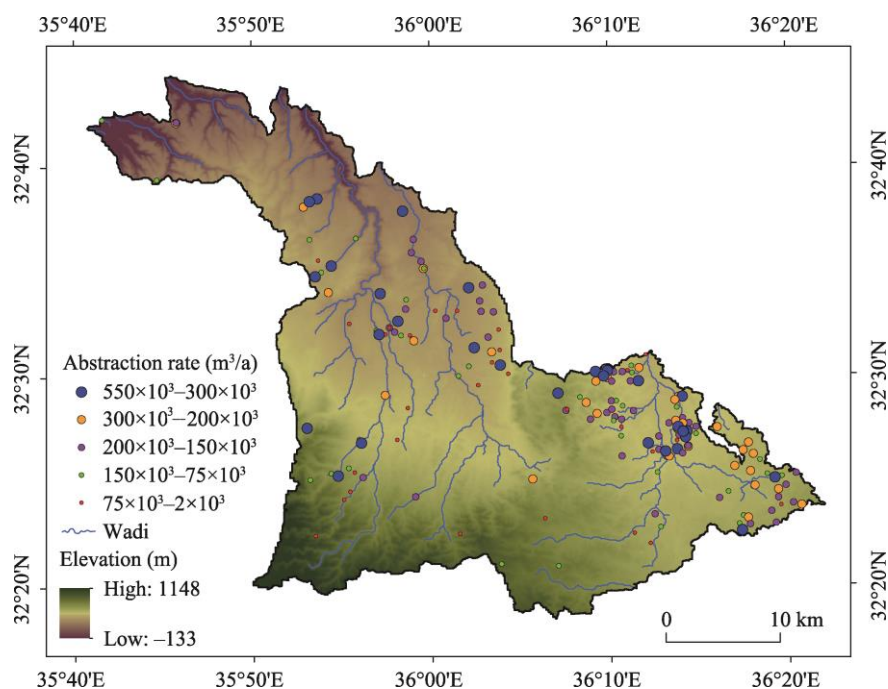 35°40′E 35°50′E 36°00′E 36°10′E 36°20′E
32°40′N 32°40′N
32°30′N 32°30′N
Abstraction rate (m³/a)
550×10³–300×10³
300×10³–200×10³
200×10³–150×10³
150×10³–75×10³
75×10³–2×10³
Wadi
Elevation (m)
High: 1148
Low: –133
32°20′N 32°20′N
0 10 km
35°40′E 35°50′E 36°00′E 36°10′E 36°20′E